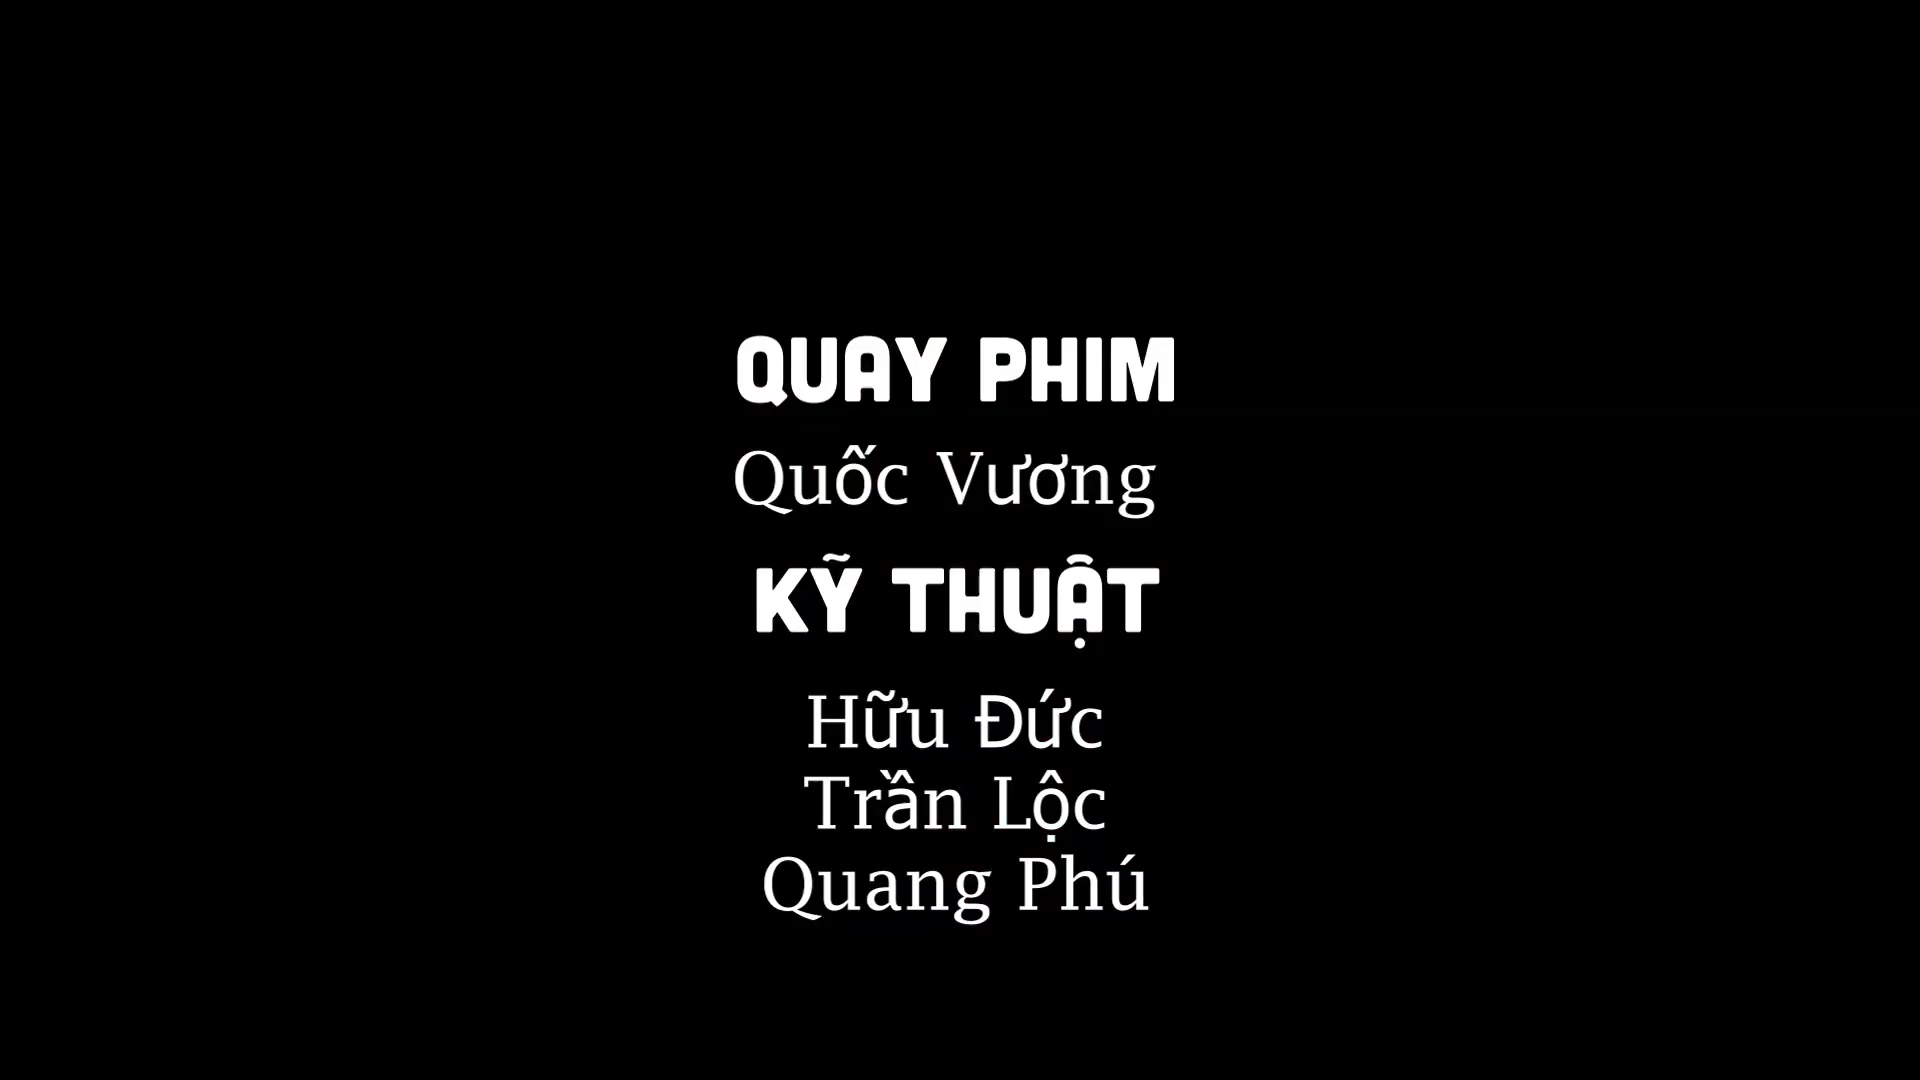 QUAY PHIM
Quốc Vương
KỸ THUẬT
Hữu Đức
Trần Lộc
Quang Phú